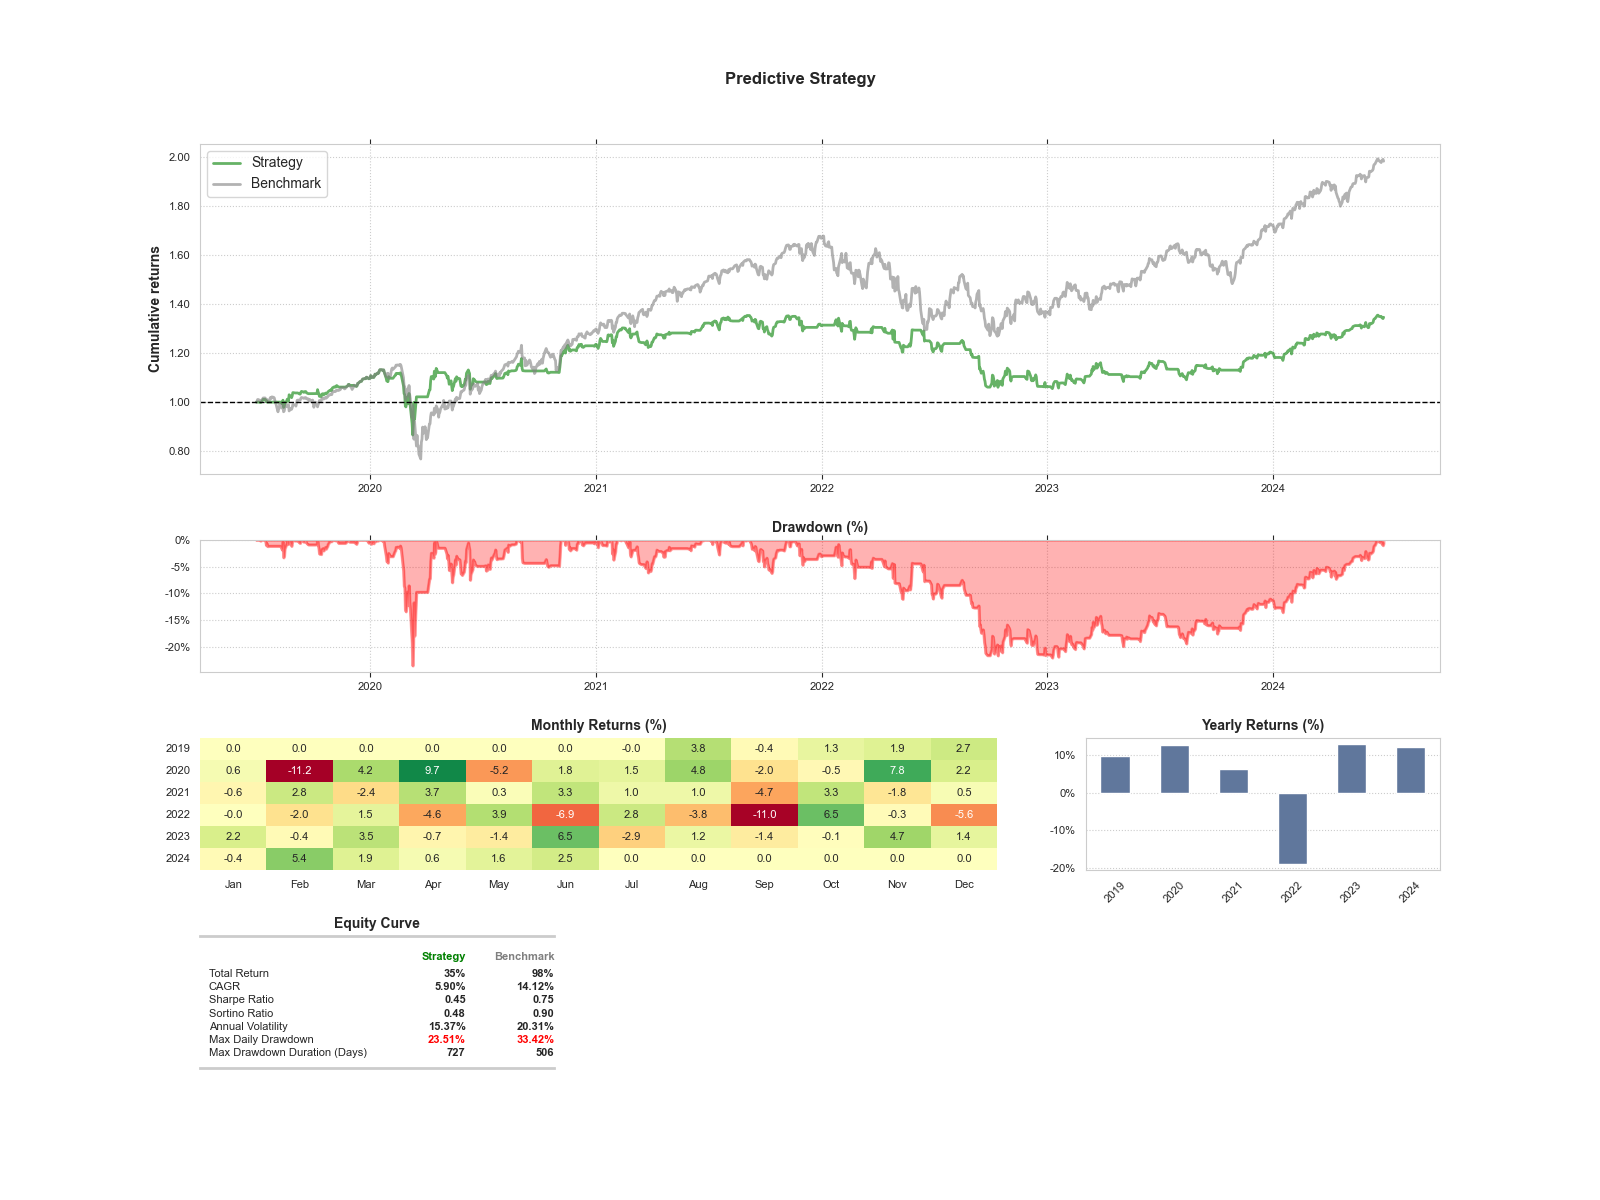 Predictive Strategy
Strategy
Benchmark
Cumulative returns
2.00
1.80
1.60
1.40
1.20
1.00
0.80
2020 2021 2022 2023 2024
Drawdown (%)
0%
-5%
-10%
-15%
-20%
2020 2021 2022 2023 2024
Monthly Returns (%)
2019 0.0 0.0 0.0 0.0 0.0 0.0 -0.0 3.8 -0.4 1.3 1.9 2.7
2020 0.6 -11.2 4.2 9.7 -5.2 1.8 1.5 4.8 -2.0 -0.5 7.8 2.2
2021 -0.6 2.8 -2.4 3.7 0.3 3.3 1.0 1.0 -4.7 3.3 -1.8 0.5
2022 -0.0 -2.0 1.5 -4.6 3.9 -6.9 2.8 -3.8 -11.0 6.5 -0.3 -5.6
2023 2.2 -0.4 3.5 -0.7 -1.4 6.5 -2.9 1.2 -1.4 -0.1 4.7 1.4
2024 -0.4 5.4 1.9 0.6 1.6 2.5 0.0 0.0 0.0 0.0 0.0 0.0
Jan Feb Mar Apr May Jun Jul Aug Sep Oct Nov Dec
Yearly Returns (%)
10%
0%
-10%
-20%
2019 2020 2021 2022 2023 2024
Equity Curve
Strategy Benchmark
Total Return 35% 98%
CAGR 5.90% 14.12%
Sharpe Ratio 0.45 0.75
Sortino Ratio 0.48 0.90
Annual Volatility 15.37% 20.31%
Max Daily Drawdown 23.51% 33.42%
Max Drawdown Duration (Days) 727 506